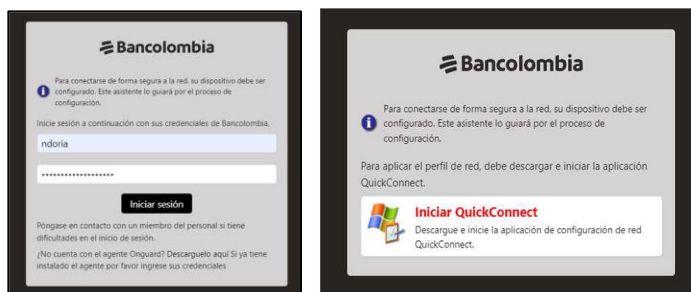 Bancolombia
Para conectarse de forma segura a la red, su dispositivo debe ser
configurado. Este asistente lo guiará por el proceso de
configuración.
Inicie sesión a continuación con sus credenciales de Bancolombia.
ndoria
*******************
Iniciar sesión
Póngase en contacto con un miembro del personal si tiene
dificultades en el inicio de sesión.
¿No cuenta con el agente Onguard? Descarguelo aquí Si ya tiene
instalado el agente por favor ingrese sus credenciales
Bancolombia
Para conectarse de forma segura a la red, su dispositivo debe ser
configurado. Este asistente lo guiará por el proceso de
configuración.
Para aplicar el perfil de red, debe descargar e iniciar la aplicación
QuickConnect.
Iniciar QuickConnect
Descargue e inicie la aplicación de configuración de red
QuickConnect.